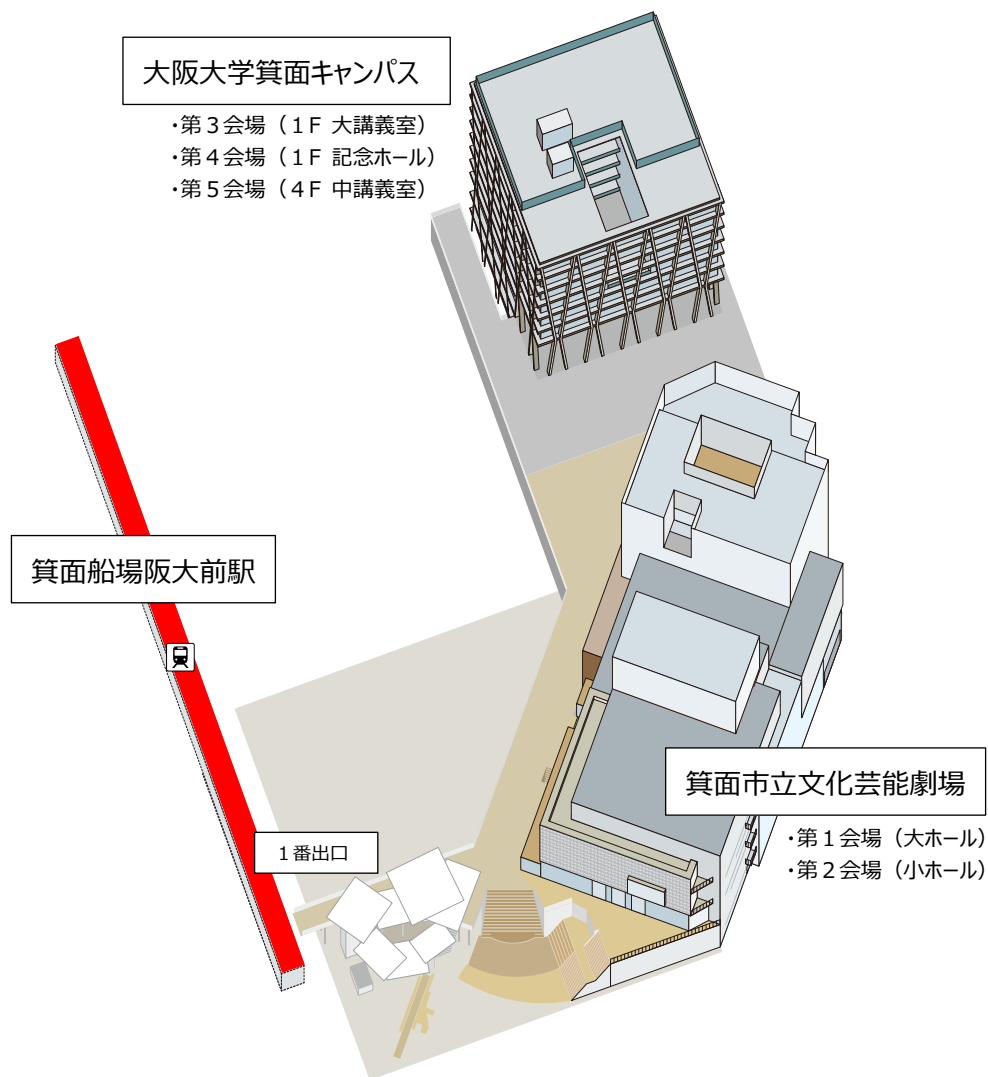 大阪大学箕面キャンパス
・第３会場（１F 大講義室）
・第４会場（１F 記念ホール）
・第５会場（４F 中講義室）
箕面船場阪大前駅
箕面市立文化芸能劇場
・第１会場（大ホール）
・第２会場（小ホール）
１番出口